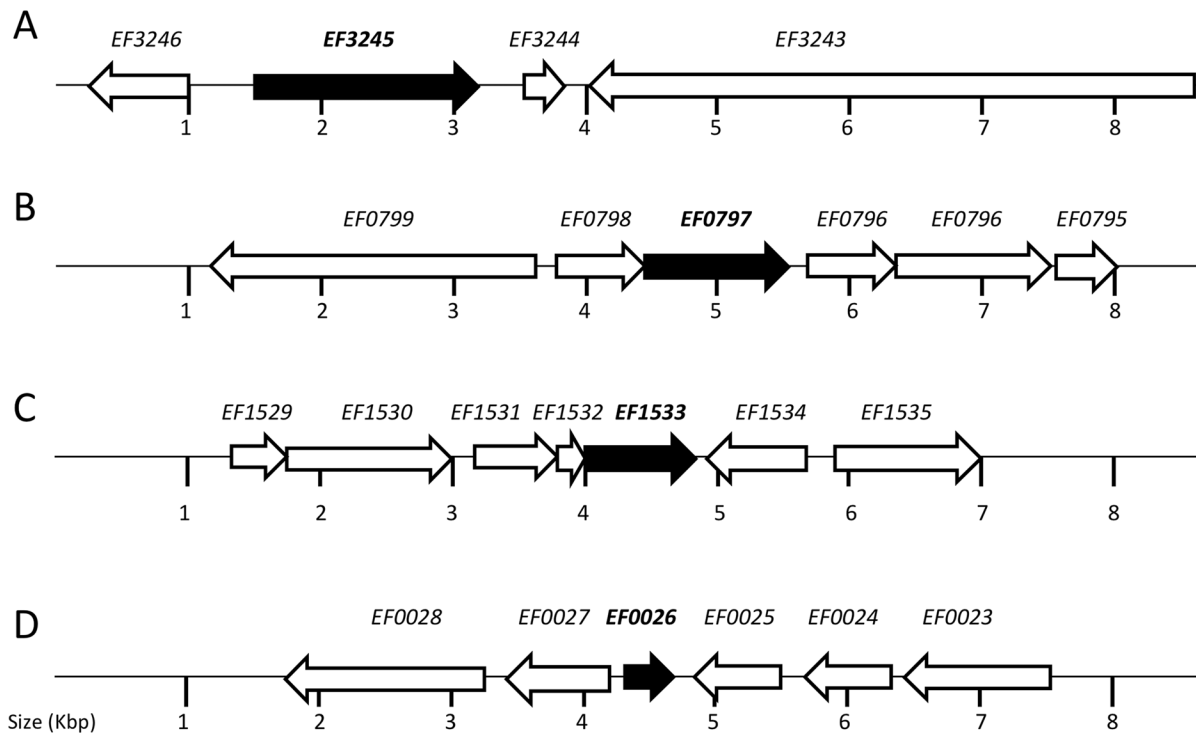 A
EF3246 EF3245 EF3244 EF3243
1 2 3 4 5 6 7 8
B
EF0799 EF0798 EF0797 EF0796 EF0796 EF0795
1 2 3 4 5 6 7 8
C
EF1529 EF1530 EF1531 EF1532 EF1533 EF1534 EF1535
1 2 3 4 5 6 7 8
D
EF0028 EF0027 EF0026 EF0025 EF0024 EF0023
Size (Kbp) 1 2 3 4 5 6 7 8